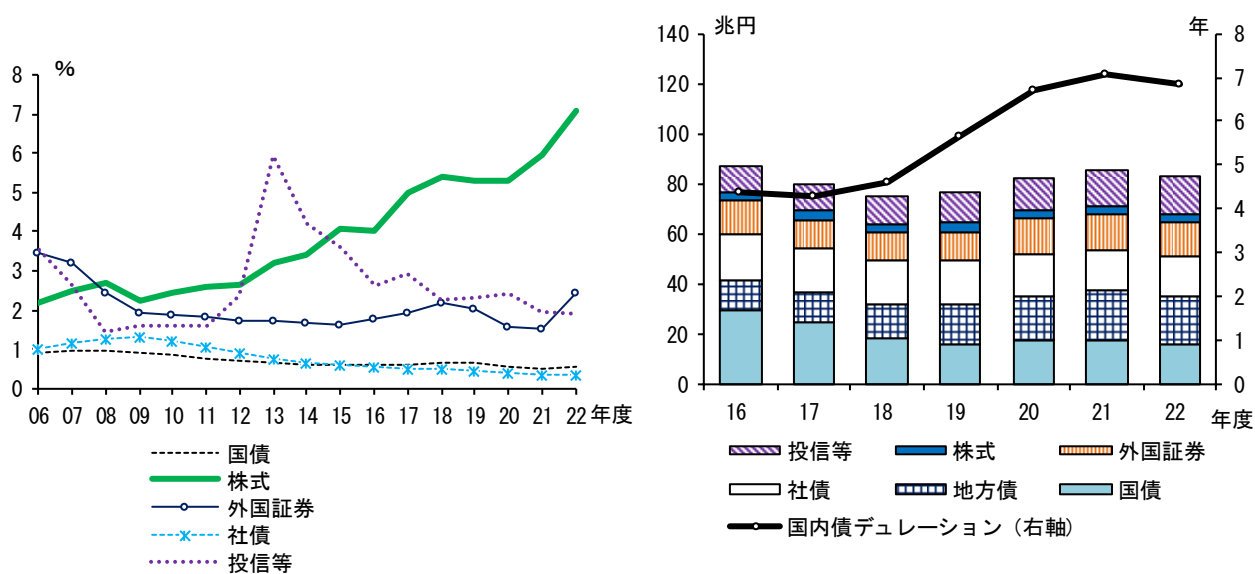 %
8
7
6
5
4
3
2
1
0
06 07 08 09 10 11 12 13 14 15 16 17 18 19 20 21 22 年度
国債
株式
外国証券
社債
投信等
兆円 年
140 8
120 7
100 6
80 5
60 4
40 3
20 2
0 1
0
16 17 18 19 20 21 22 年度
投信等 株式 外国証券
社債 地方債 国債
国内債デュレーション（右軸）